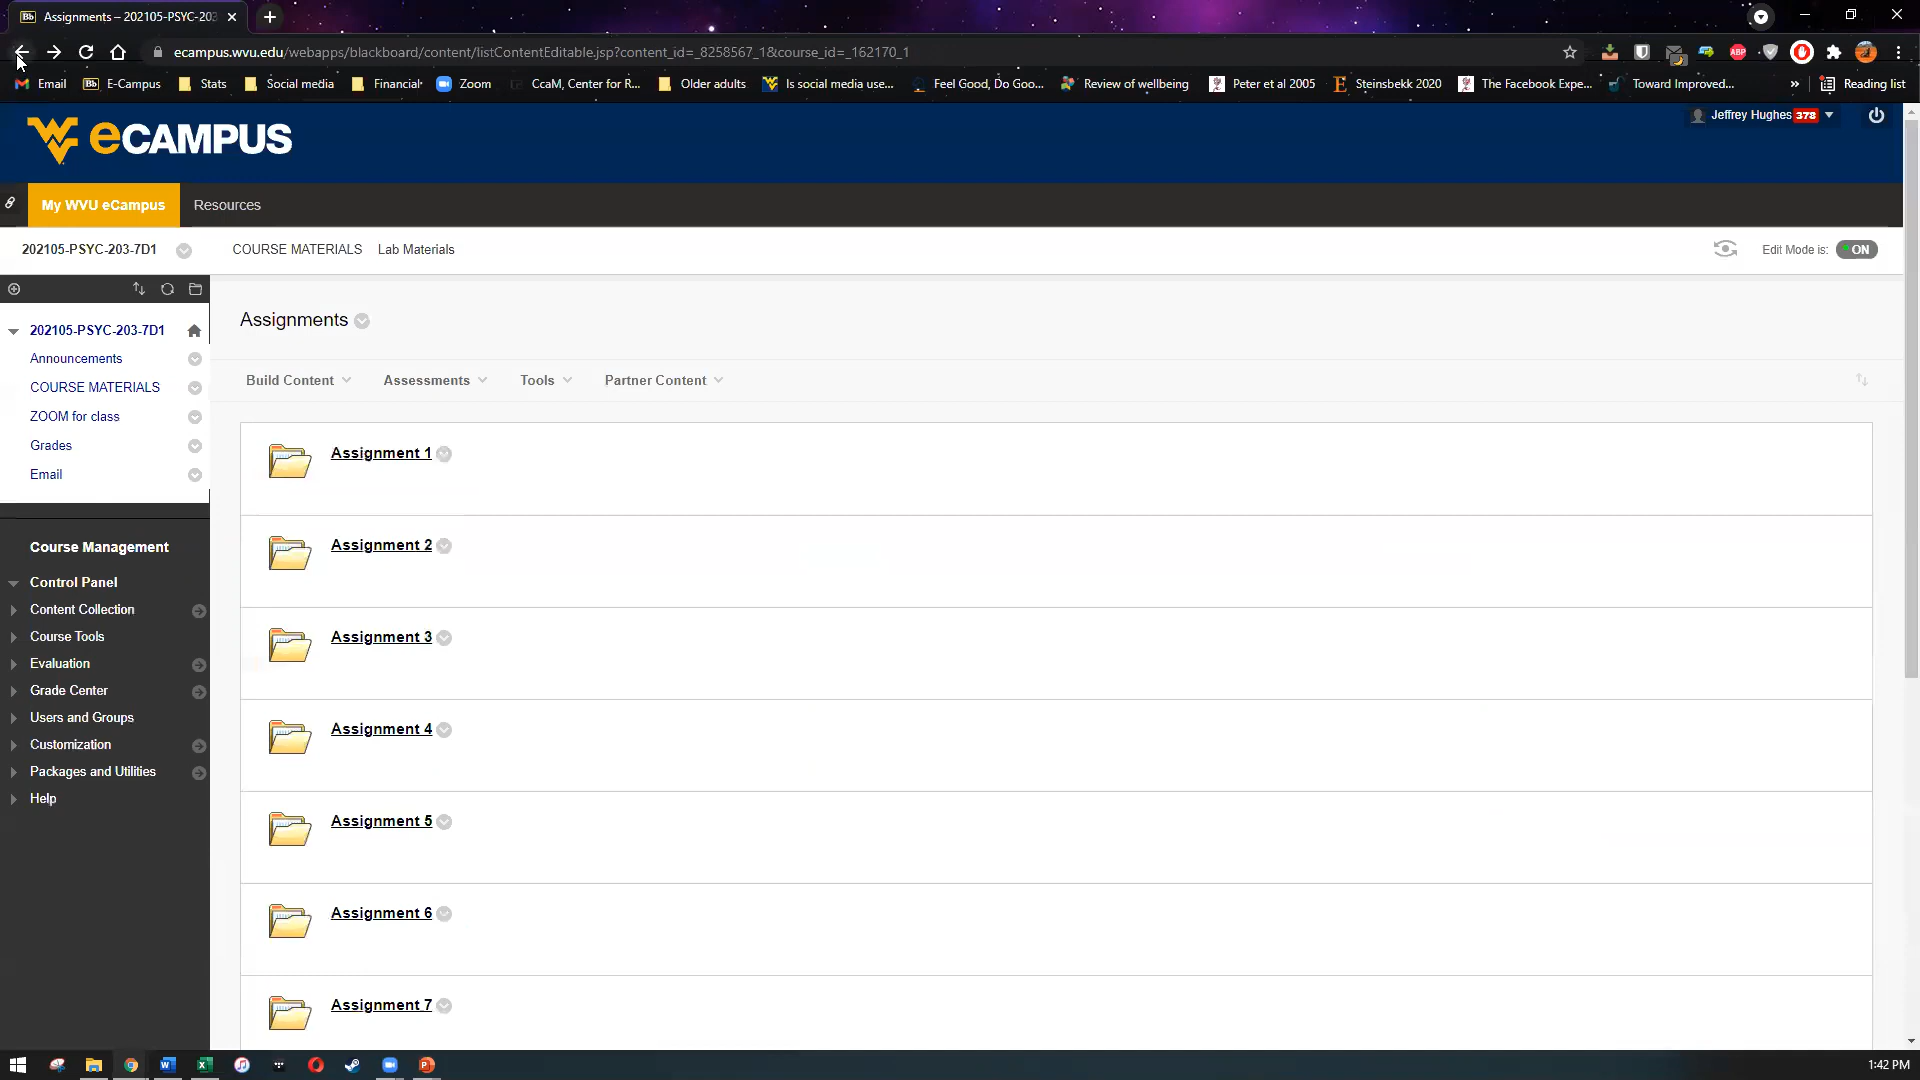 Bb Assignments – 202105-PSYC-203
ecampus.wvu.edu/webapps/blackboard/content/listContentEditable.jsp?content_id=_8258567_1&course_id=_162170_1
Email Bb E-Campus Stats Social media Financial Zoom CcaM, Center for R... Older adults Is social media use... Feel Good, Do Goo... Review of wellbeing Peter et al 2005 Steinsbekk 2020 The Facebook Expe... Toward Improved... » Reading list
eCAMPUS
Jeffrey Hughes 378
My WVU eCampus Resources
202105-PSYC-203-7D1 COURSE MATERIALS Lab Materials Edit Mode is: ON
Assignments
Build Content Assessments Tools Partner Content
202105-PSYC-203-7D1
Announcements
COURSE MATERIALS
ZOOM for class
Grades
Email
Course Management
Control Panel
Content Collection
Course Tools
Evaluation
Grade Center
Users and Groups
Customization
Packages and Utilities
Help
Assignment 1
Assignment 2
Assignment 3
Assignment 4
Assignment 5
Assignment 6
Assignment 7
1:42 PM